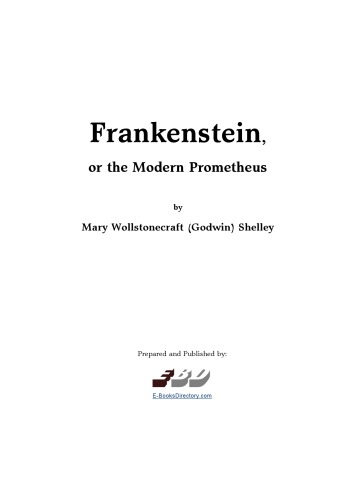 Frankenstein,
or the Modern Prometheus
by
Mary Wollstonecraft (Godwin) Shelley
Prepared and Published by:
EBD
E-BooksDirectory.com